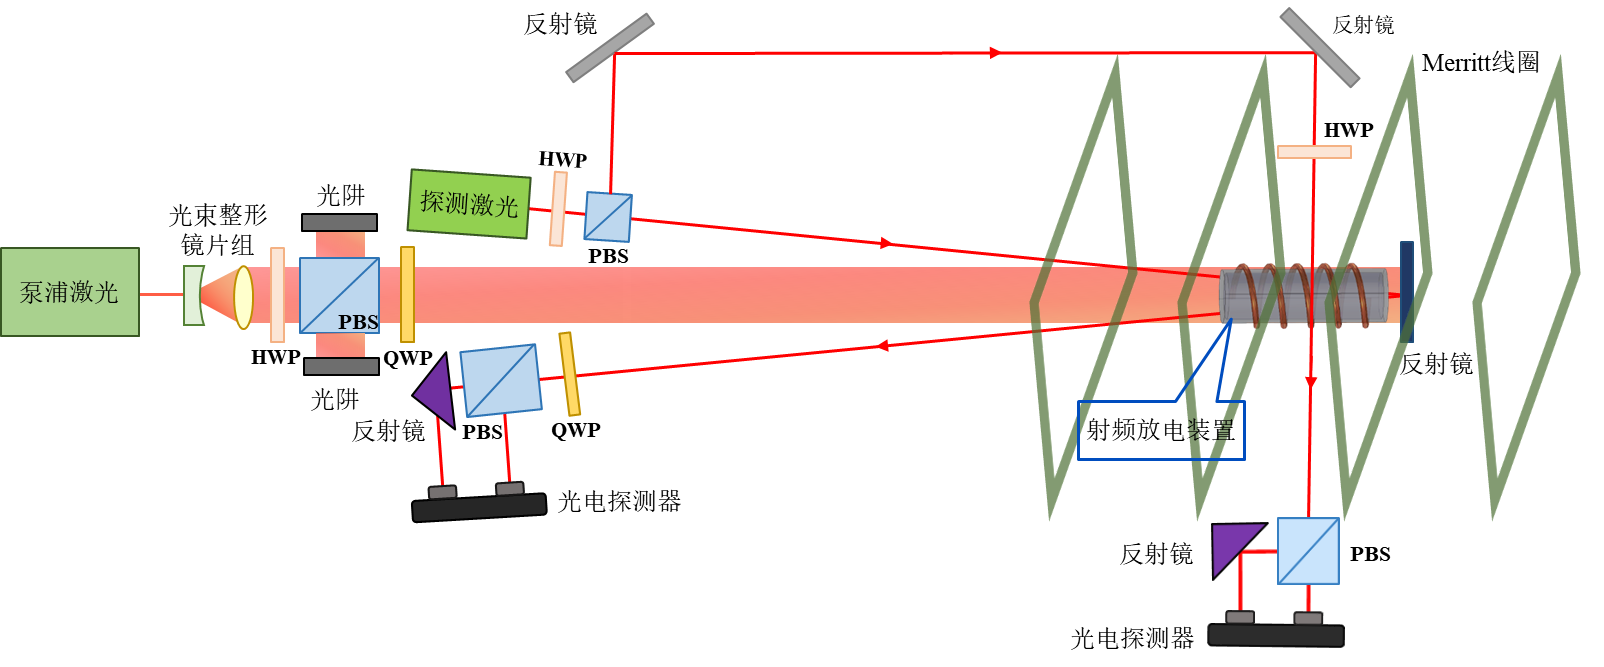 反射镜
反射镜
Merritt线圈
HWP
HWP
探测激光
PBS
光阱
光束整形
镜片组
泵浦激光
PBS
HWP
QWP
光阱
反射镜
PBS
QWP
光电探测器
反射镜
射频放电装置
反射镜
PBS
光电探测器